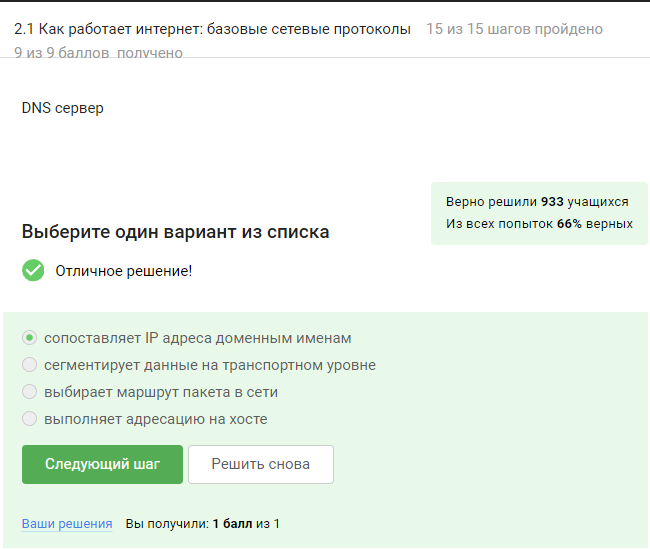 2.1 Как работает интернет: базовые сетевые протоколы 15 из 15 шагов пройдено
9 из 9 баллов получено
DNS сервер
Верно решили 933 учащихся
Из всех попыток 66% верных
Выберите один вариант из списка
Отличное решение!
сопоставляет IP адреса доменным именам
сегментирует данные на транспортном уровне
выбирает маршрут пакета в сети
выполняет адресацию на хосте
Следующий шаг Решить снова
Ваши решения Вы получили: 1 балл из 1